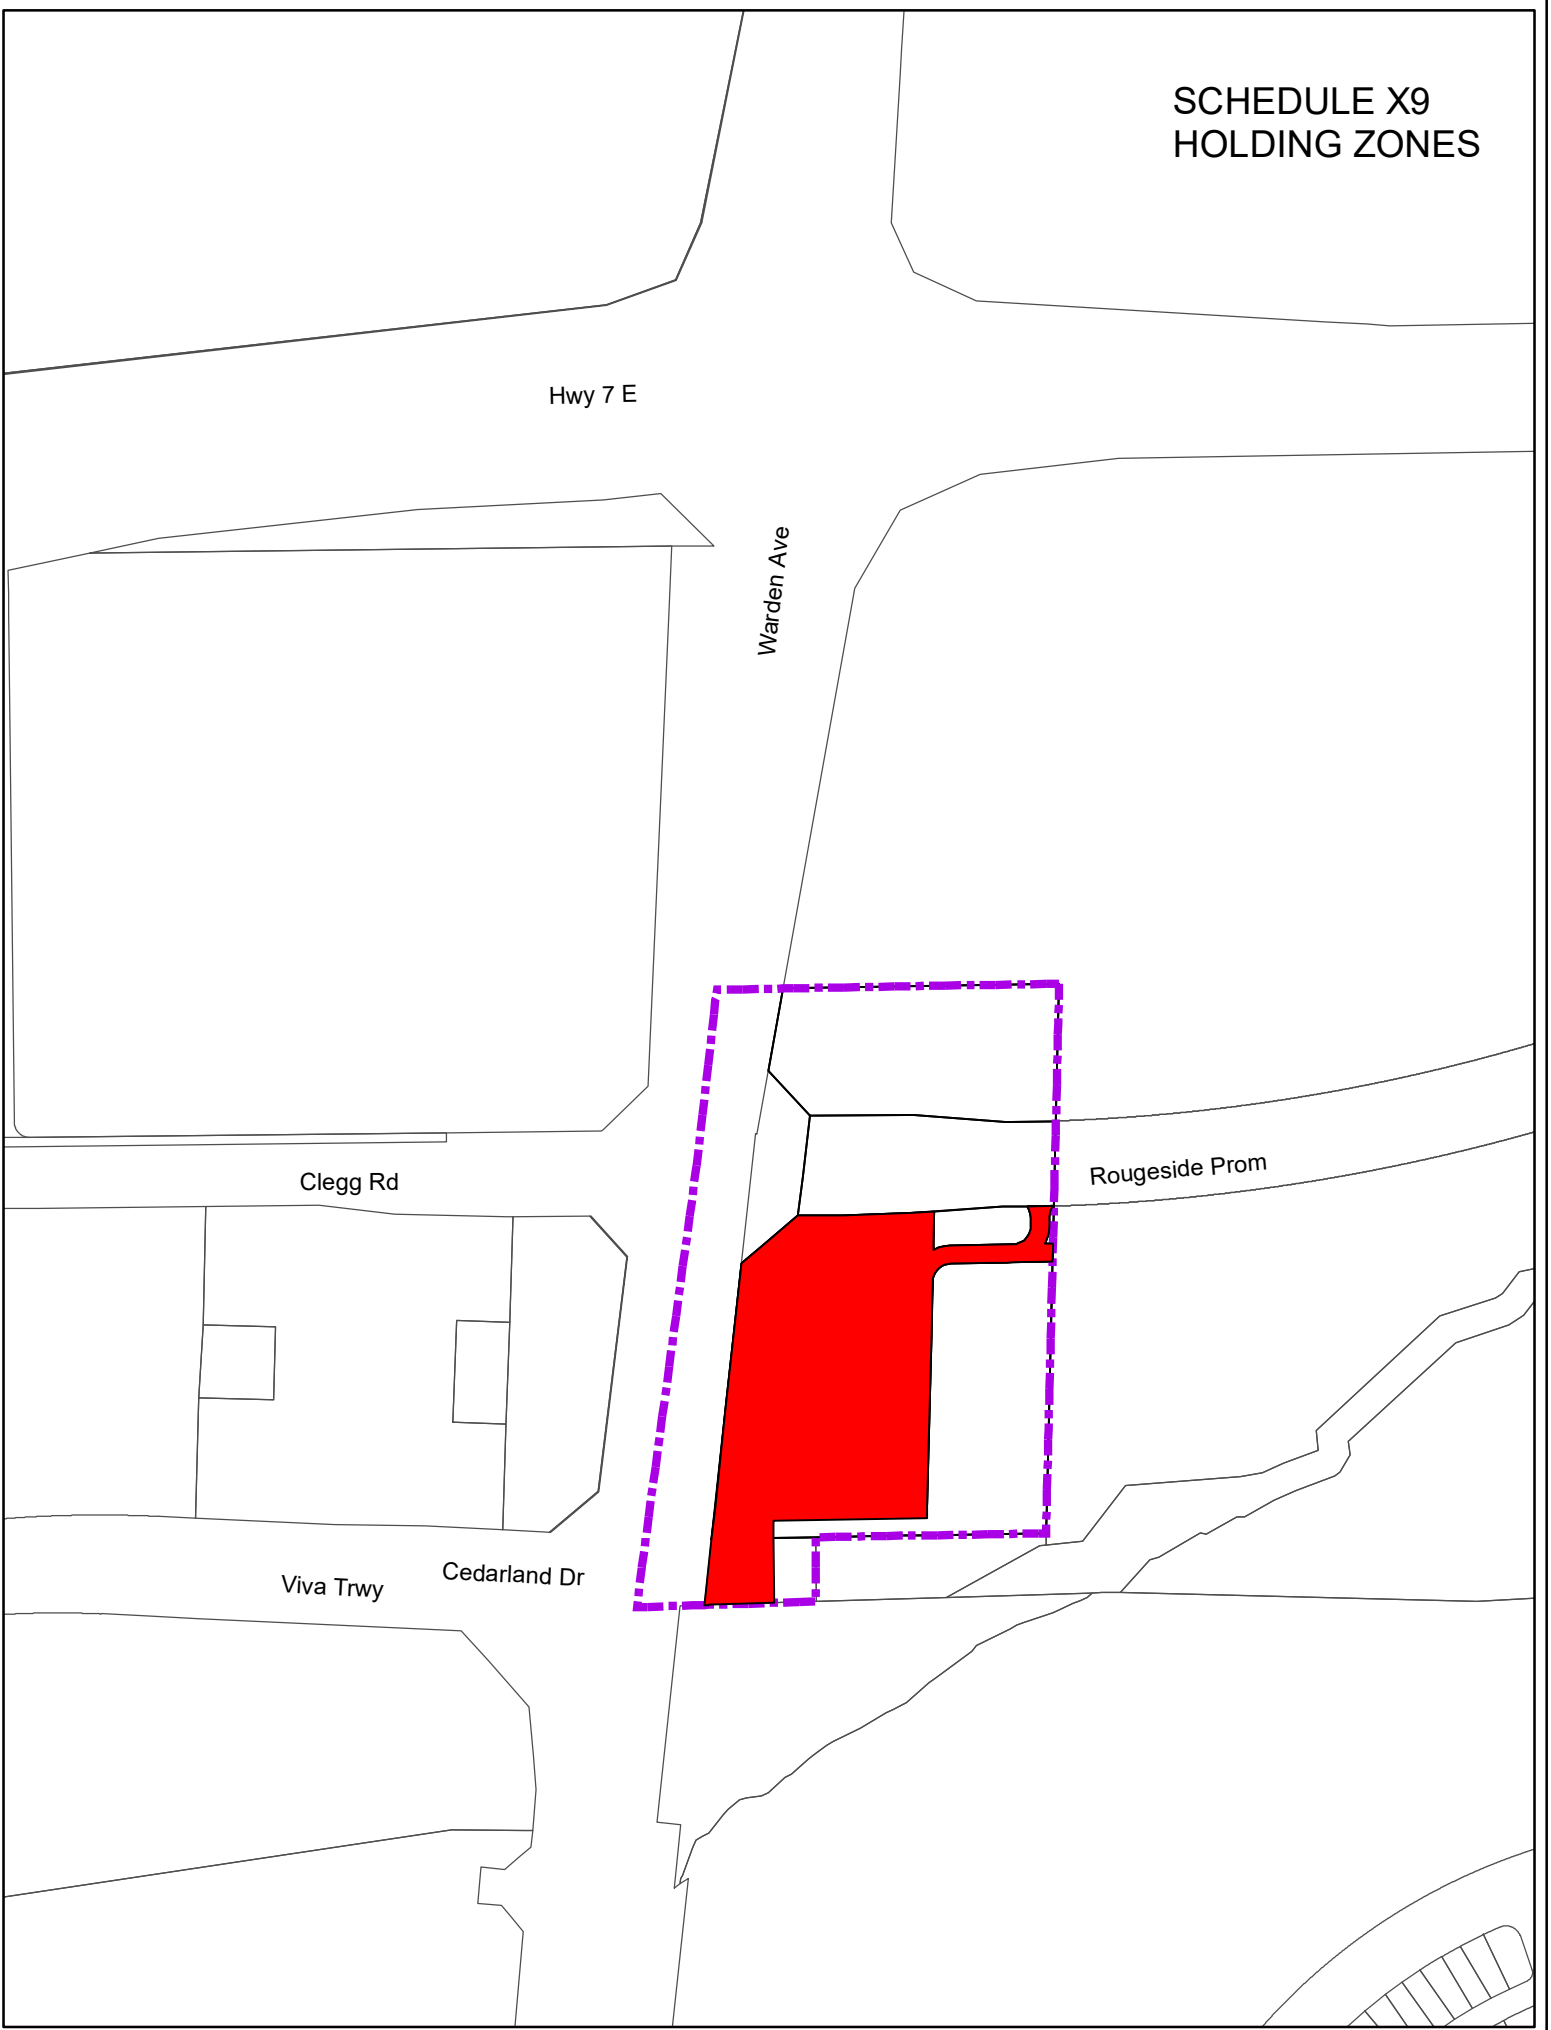 SCHEDULE X9
HOLDING ZONES
Hwy 7 E
Warden Ave
Rougeside Prom
Clegg Rd
Cedarland Dr
Viva Trwy